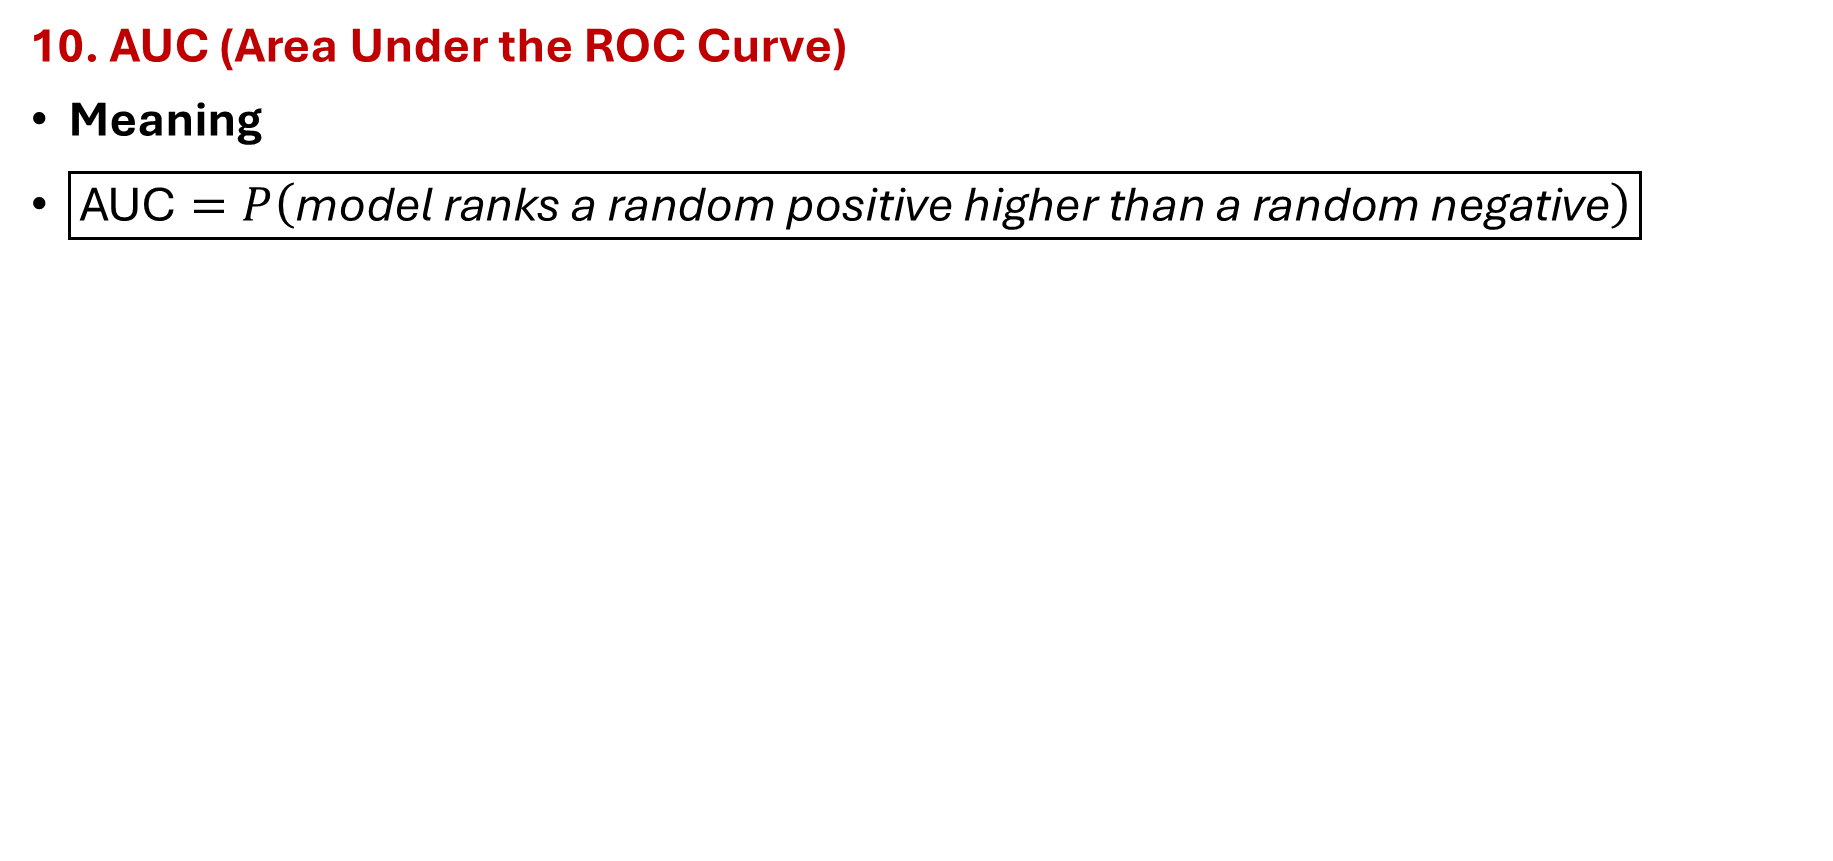 10. AUC (Area Under the ROC Curve)
• Meaning
• AUC = P(model ranks a random positive higher than a random negative)